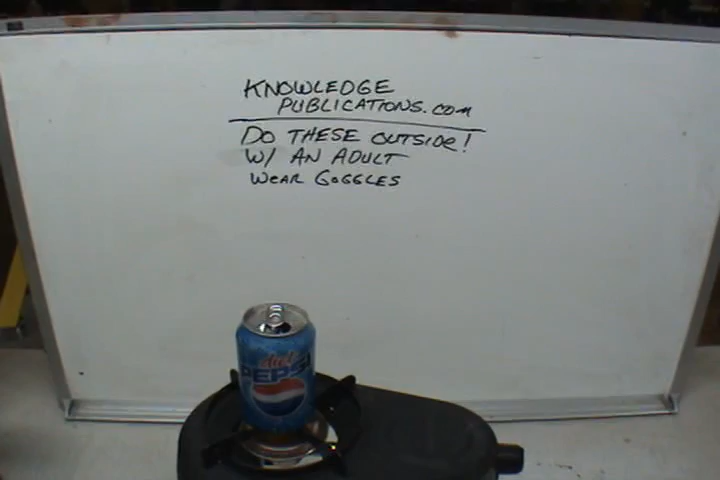 KNOWLEDGE
PUBLICATIONS.COM
DO THESE OUTSIDE!
W/ AN ADULT
WEAR GOGGLES
diet
PEPSI